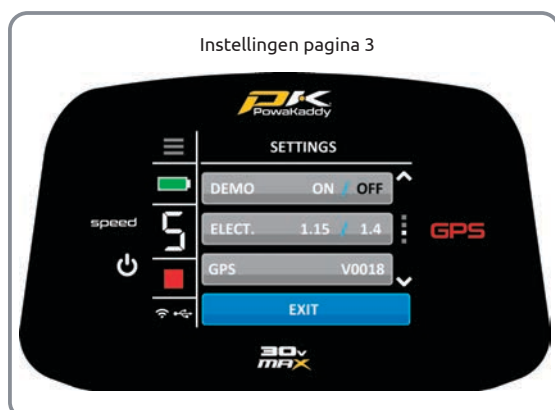 Instellingen pagina 3
PK
PowaKaddy
SETTINGS
DEMO ON / OFF
speed
5
ELECT. 1.15 / 1.4
GPS
GPS V0018
EXIT
30V
MAX